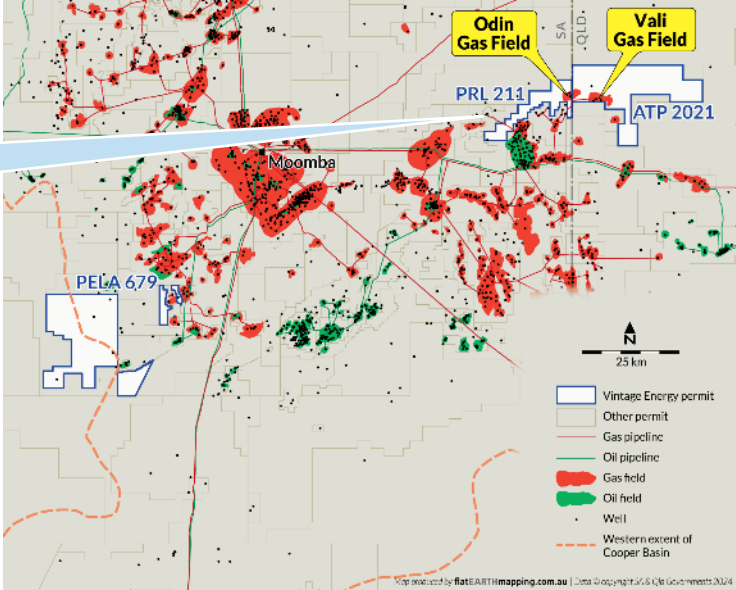 Odin
Gas Field
SA
QLD
Vali
Gas Field
PRL 211
ATP 2021
Moomba
PELA 679
N
25 km
Vintage Energy permit
Other permit
Gas pipeline
Oil pipeline
Gas field
Oil field
Well
Western extent of
Cooper Basin
Map produced by flatEARTHmapping.com.au | Data © copyright SA & Qld Governments 2024